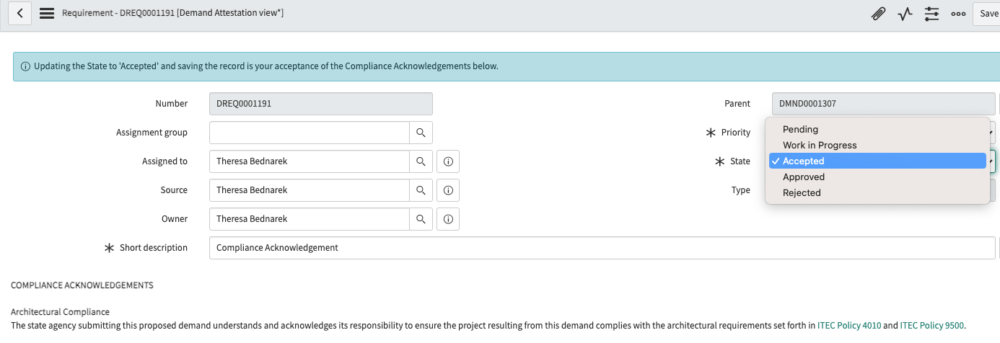 Requirement - DREQ0001191 [Demand Attestation view*]
Save
Updating the State to 'Accepted' and saving the record is your acceptance of the Compliance Acknowledgements below.
Number DREQ0001191 Parent DMND0001307
Assignment group Priority
Pending
Work in Progress
Assigned to Theresa Bednarek State Accepted
Approved
Source Theresa Bednarek Type Rejected
Owner Theresa Bednarek
Short description Compliance Acknowledgement
COMPLIANCE ACKNOWLEDGEMENTS
Architectural Compliance
The state agency submitting this proposed demand understands and acknowledges its responsibility to ensure the project resulting from this demand complies with the architectural requirements set forth in ITEC Policy 4010 and ITEC Policy 9500.